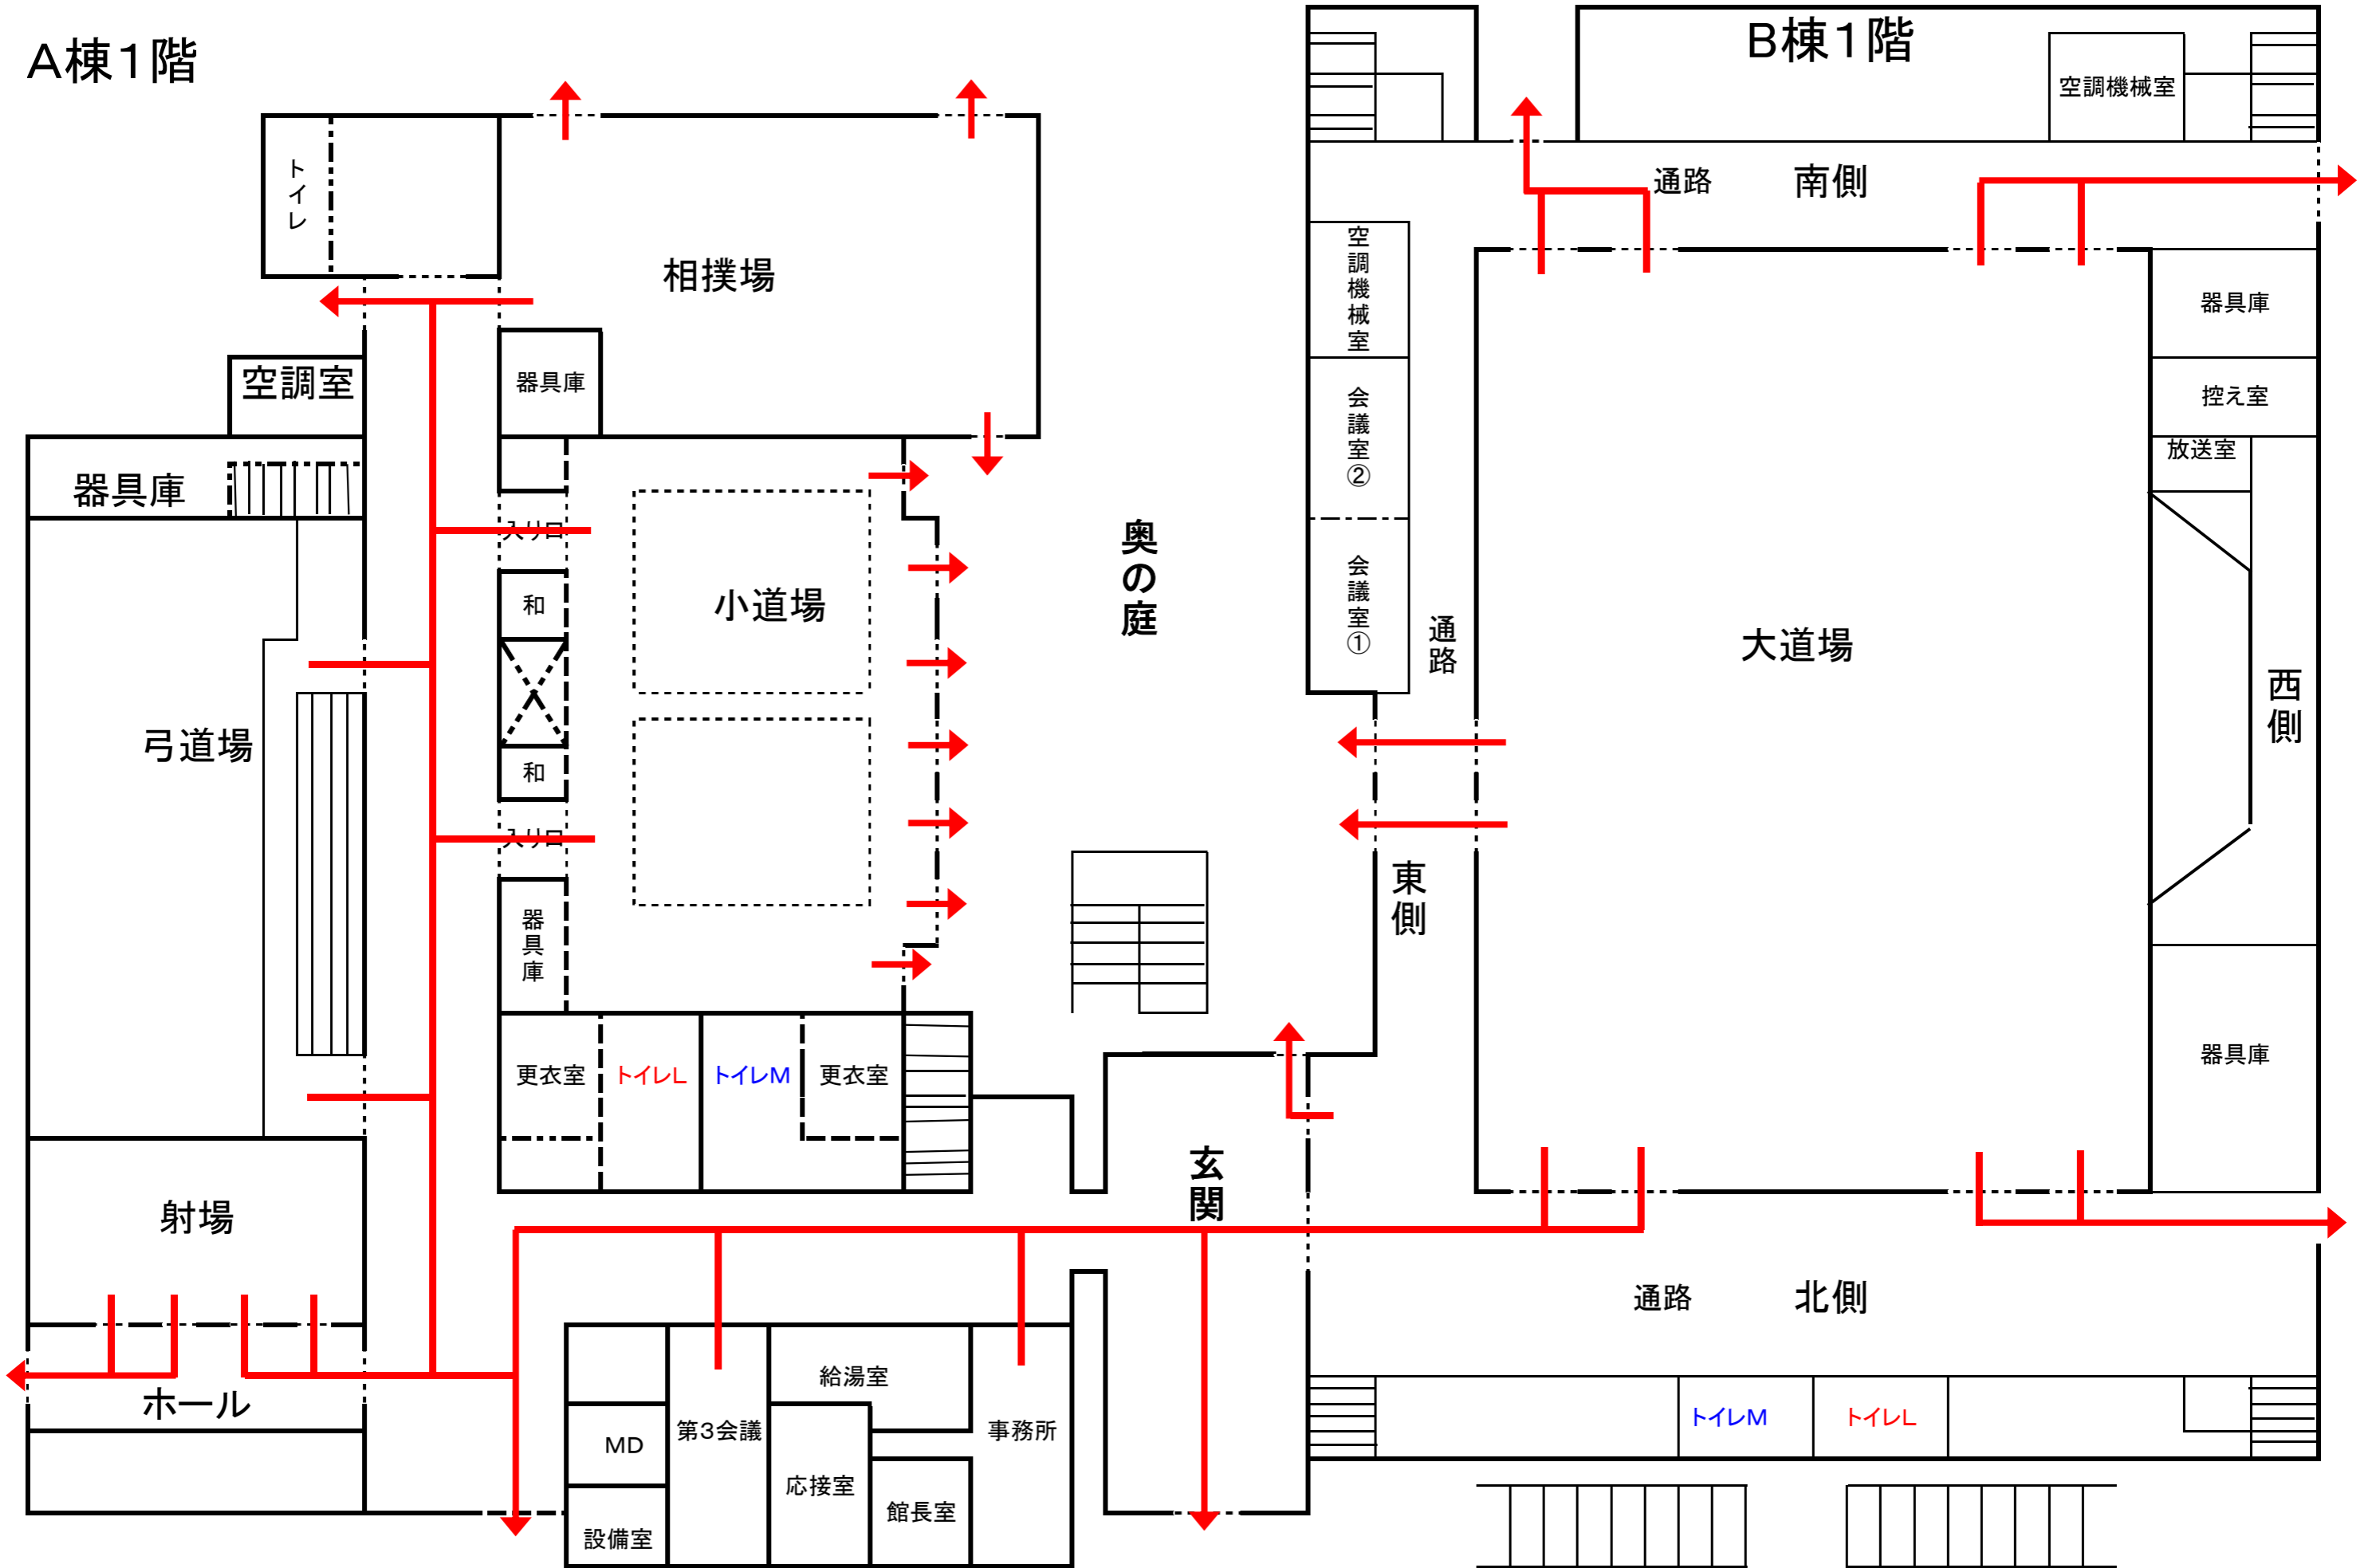 A棟1階
B棟1階
空調機械室
トイレ
通路
南側
相撲場
空調機械室
器具庫
空調室
器具庫
会議室②
控え室
放送室
器具庫
入り口
奥の庭
和
小道場
会議室①
通路
大道場
西側
弓道場
和
入り口
東側
器具庫
更衣室
トイレL
トイレM
更衣室
器具庫
玄関
射場
通路
北側
ホール
給湯室
第3会議
事務所
MD
応接室
館長室
設備室
トイレM
トイレL